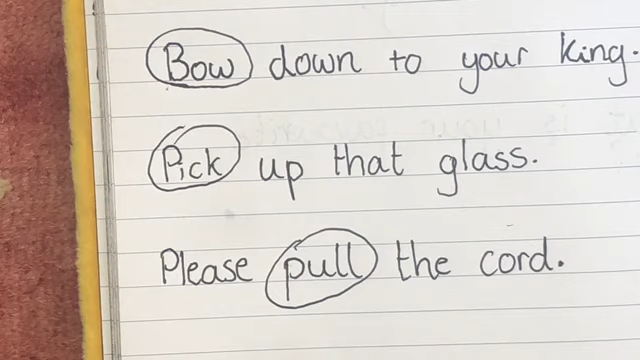 Bow down to your king.
Pick up that glass.
Please pull the cord.